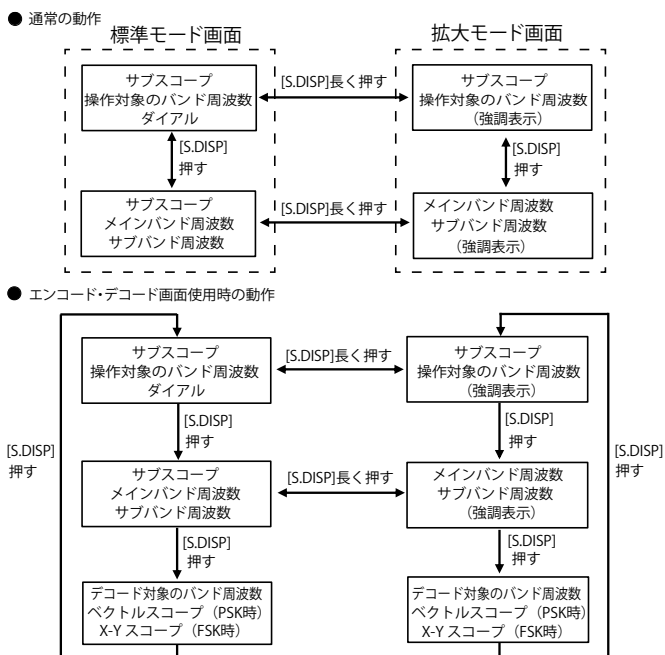 ● 通常の動作
標準モード画面
拡大モード画面
サブスコープ
操作対象のバンド周波数
ダイアル
[S.DISP]長く押す
サブスコープ
操作対象のバンド周波数
(強調表示)
[S.DISP]
押す
[S.DISP]
押す
サブスコープ
メインバンド周波数
サブバンド周波数
[S.DISP]長く押す
メインバンド周波数
サブバンド周波数
(強調表示)
● エンコード・デコード画面使用時の動作
サブスコープ
操作対象のバンド周波数
ダイアル
[S.DISP]長く押す
サブスコープ
操作対象のバンド周波数
(強調表示)
[S.DISP]
押す
[S.DISP]
押す
[S.DISP]
押す
サブスコープ
メインバンド周波数
サブバンド周波数
[S.DISP]長く押す
メインバンド周波数
サブバンド周波数
(強調表示)
[S.DISP]
押す
[S.DISP]
押す
[S.DISP]
押す
デコード対象のバンド周波数
ベクトルスコープ（PSK時）
X-Y スコープ（FSK時）
デコード対象のバンド周波数
ベクトルスコープ（PSK時）
X-Y スコープ（FSK時）